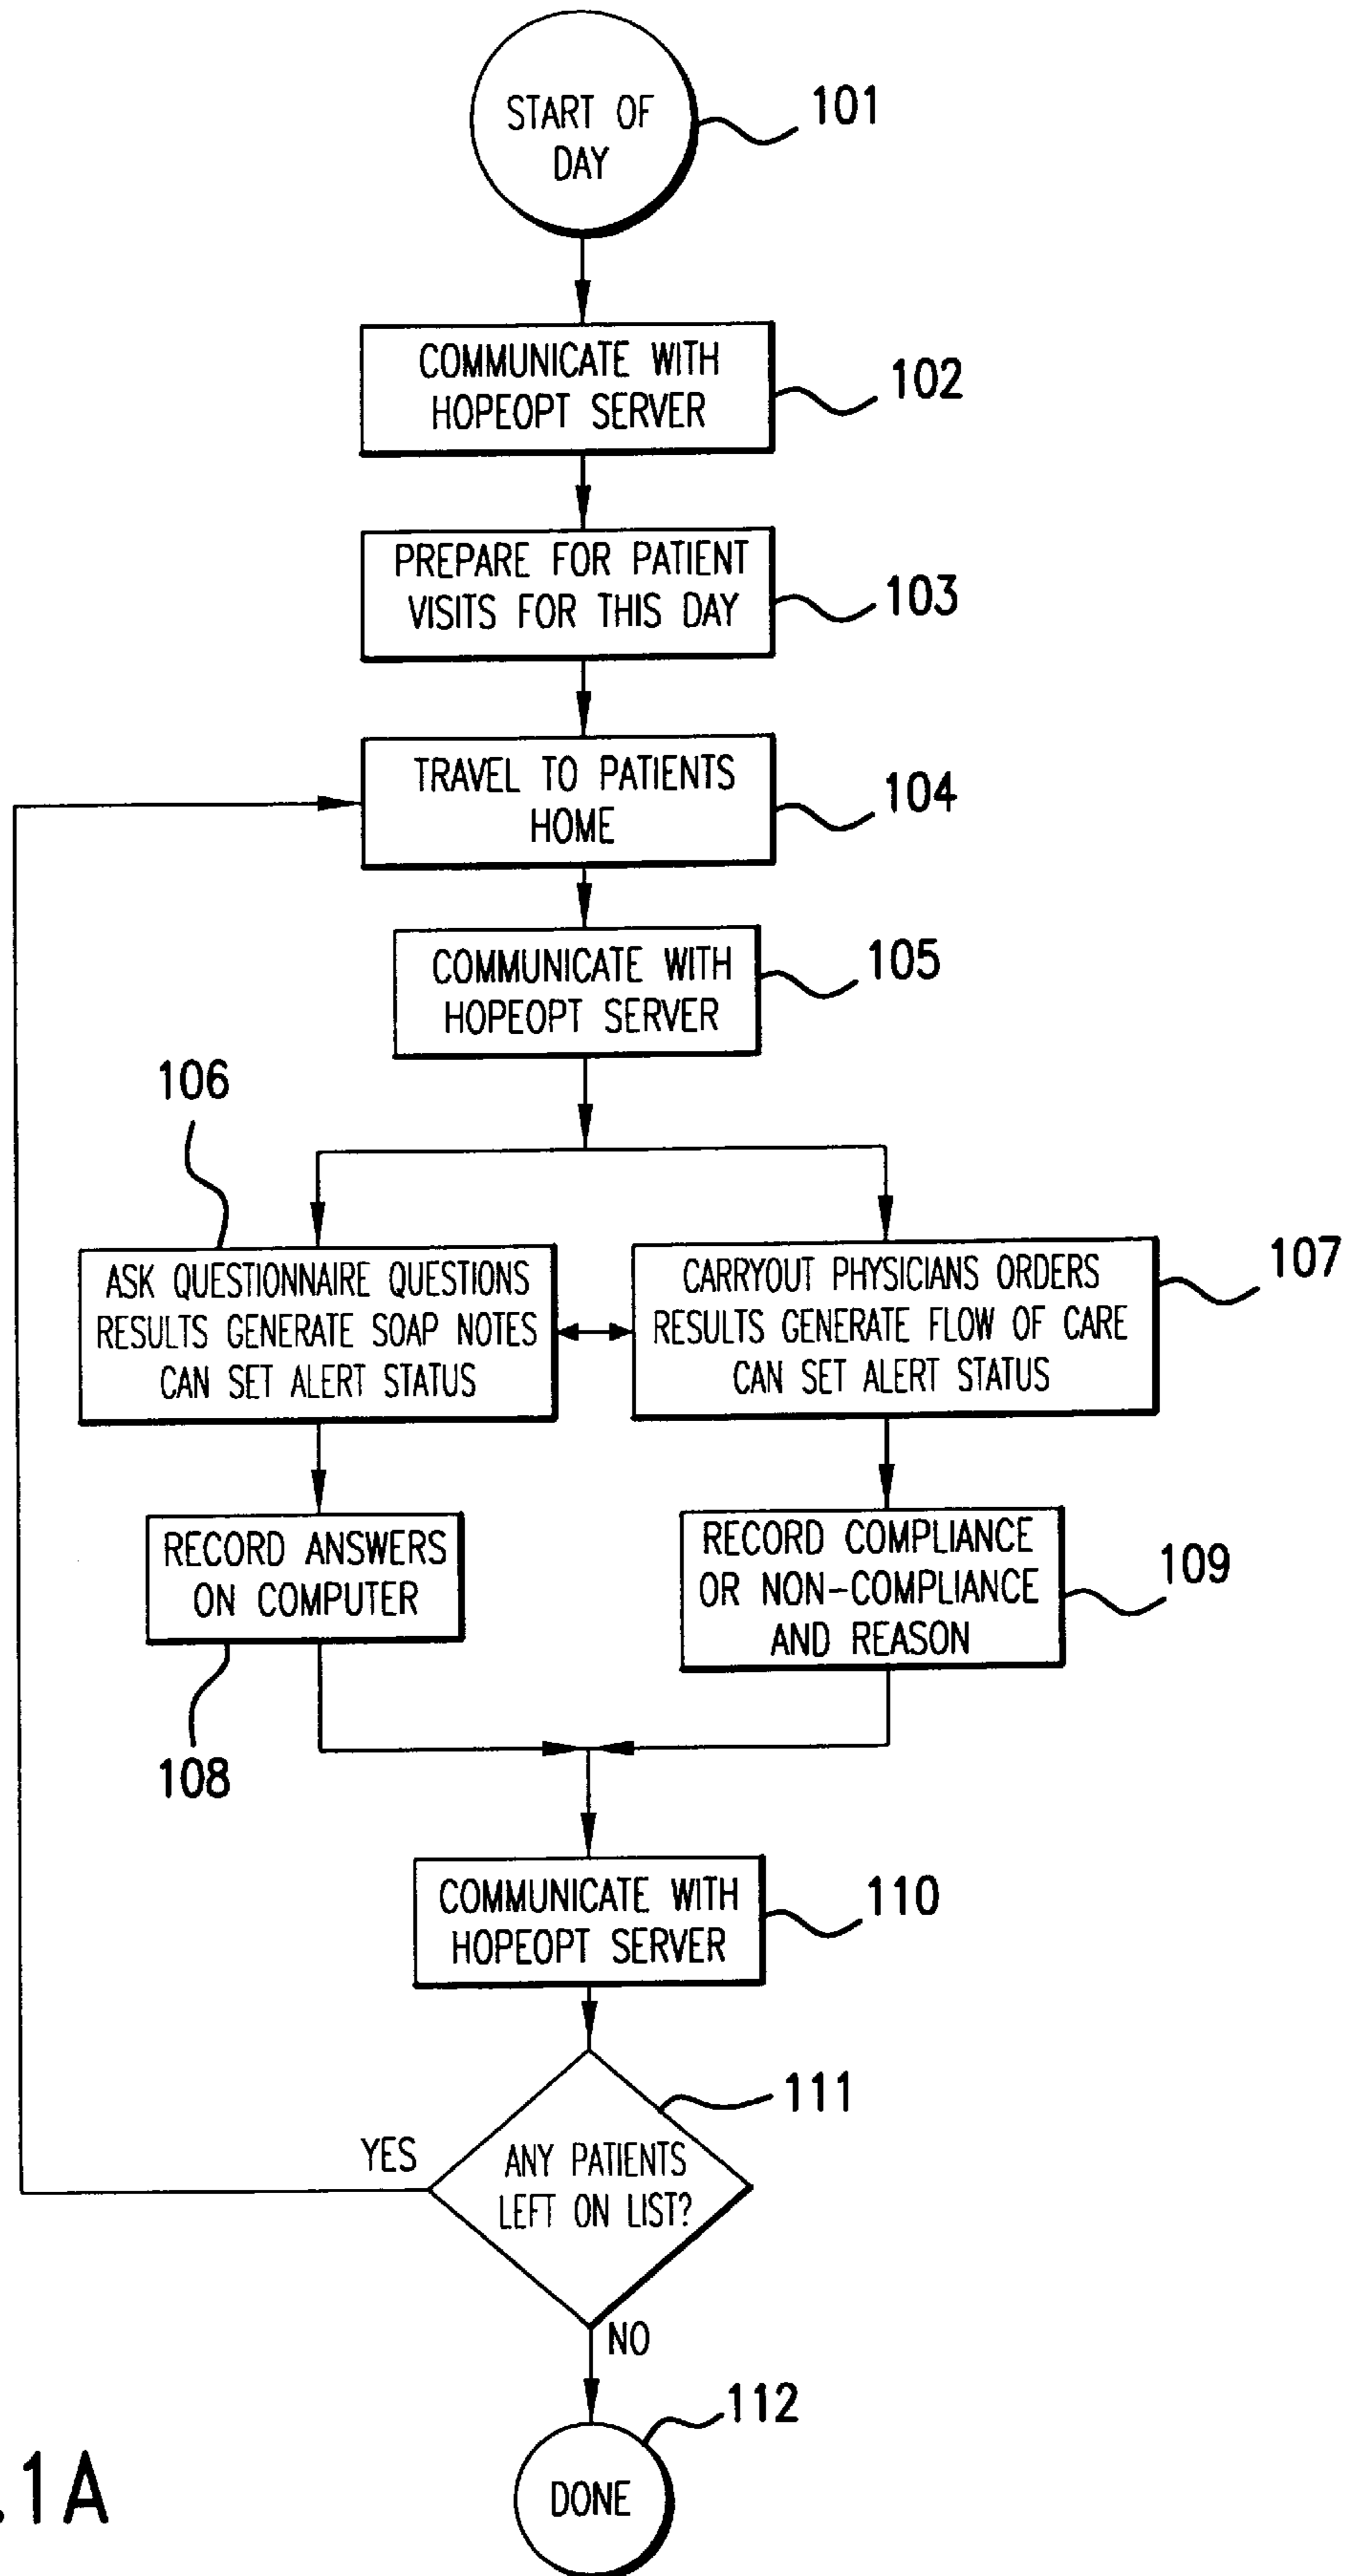 START OF
DAY
101
COMMUNICATE WITH
HOPEOPT SERVER
102
PREPARE FOR PATIENT
VISITS FOR THIS DAY
103
TRAVEL TO PATIENTS
HOME
104
COMMUNICATE WITH
HOPEOPT SERVER
105
106
ASK QUESTIONNAIRE QUESTIONS
RESULTS GENERATE SOAP NOTES
CAN SET ALERT STATUS
CARRYOUT PHYSICIANS ORDERS
RESULTS GENERATE FLOW OF CARE
CAN SET ALERT STATUS
107
RECORD ANSWERS
ON COMPUTER
108
RECORD COMPLIANCE
OR NON-COMPLIANCE
AND REASON
109
COMMUNICATE WITH
HOPEOPT SERVER
110
ANY PATIENTS
LEFT ON LIST?
111
YES
NO
DONE
112
.1A